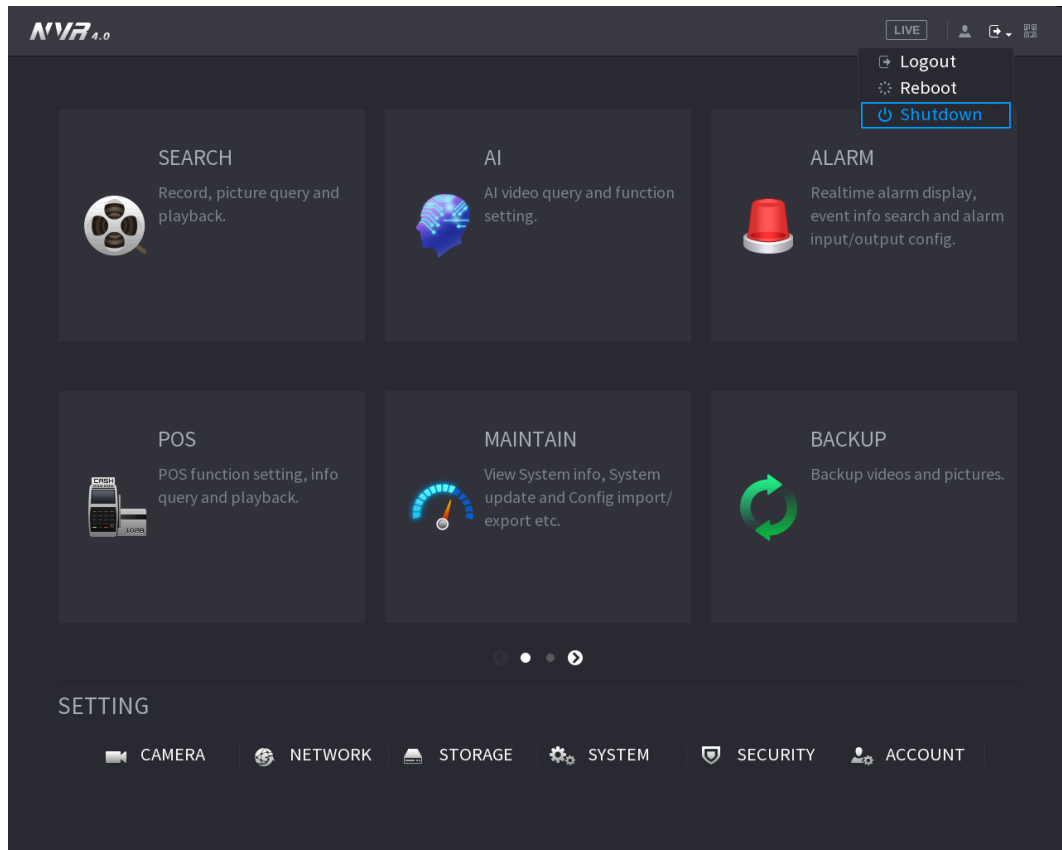 NVR 4.0
LIVE
Logout
Reboot
Shutdown
SEARCH
Record, picture query and
playback.
AI
AI video query and function
setting.
ALARM
Realtime alarm display,
event info search and alarm
input/output config.
POS
POS function setting, info
query and playback.
CASH
1028
MAINTAIN
View System info, System
update and Config import/
export etc.
BACKUP
Backup videos and pictures.
SETTING
CAMERA
NETWORK
STORAGE
SYSTEM
SECURITY
ACCOUNT